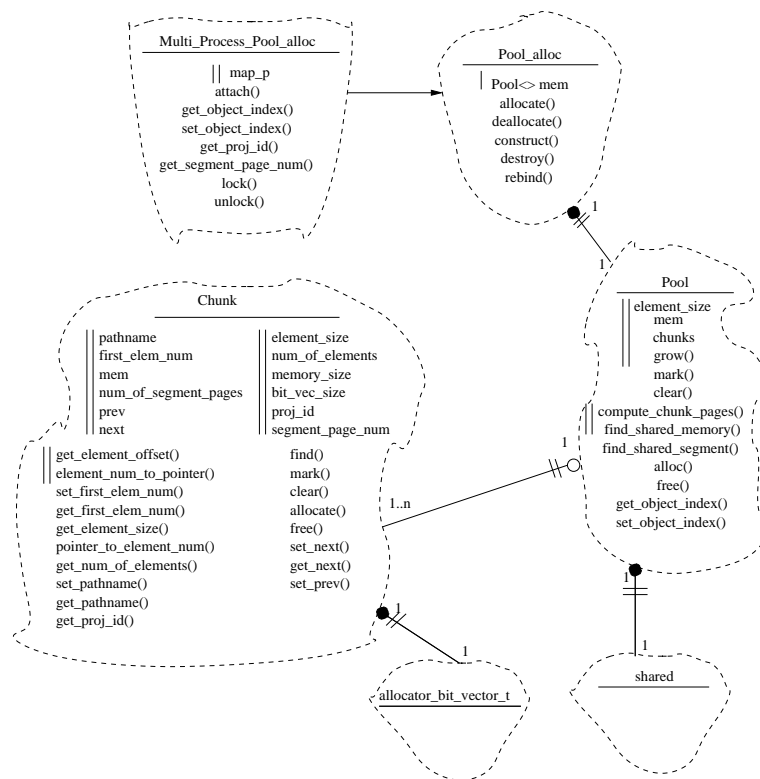 Multi_Process_Pool_alloc
map_p
attach()
get_object_index()
set_object_index()
get_proj_id()
get_segment_page_num()
lock()
unlock()
Pool_alloc
Pool<> mem
allocate()
deallocate()
construct()
destroy()
rebind()
1
1
Pool
element_size
mem
chunks
grow()
mark()
clear()
compute_chunk_pages()
find_shared_memory()
find_shared_segment()
alloc()
free()
get_object_index()
set_object_index()
Chunk
pathname
first_elem_num
mem
num_of_segment_pages
prev
next
element_size
num_of_elements
memory_size
bit_vec_size
proj_id
segment_page_num
get_element_offset()
element_num_to_pointer()
set_first_elem_num()
get_first_elem_num()
get_element_size()
pointer_to_element_num()
get_num_of_elements()
set_pathname()
get_pathname()
get_proj_id()
find()
mark()
clear()
allocate()
free()
set_next()
get_next()
set_prev()
1
1..n
1
1
1
1
allocator_bit_vector_t
shared